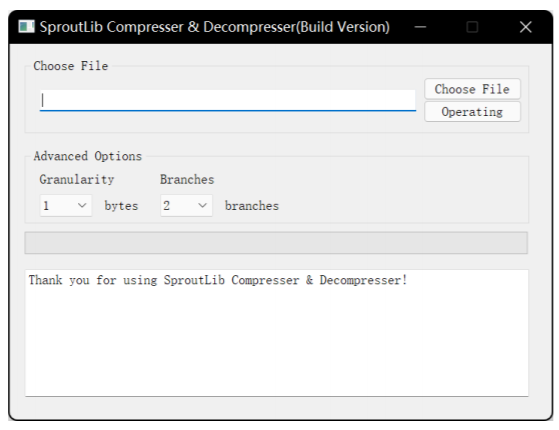 SproutLib Compresser & Decompresser(Build Version)
Choose File
Choose File
Operating
Advanced Options
Granularity Branches
1 bytes 2 branches
Thank you for using SproutLib Compresser & Decompresser!